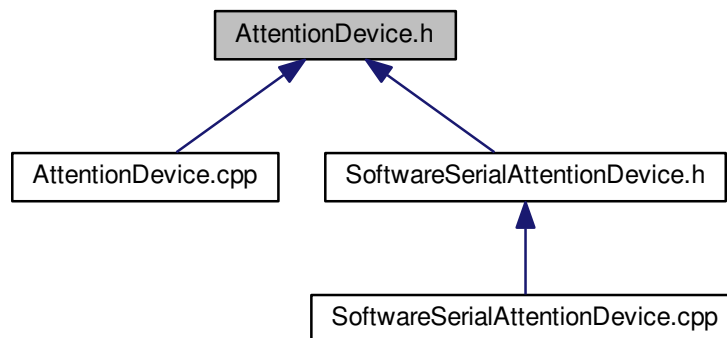 AttentionDevice.h
AttentionDevice.cpp
SoftwareSerialAttentionDevice.h
SoftwareSerialAttentionDevice.cpp